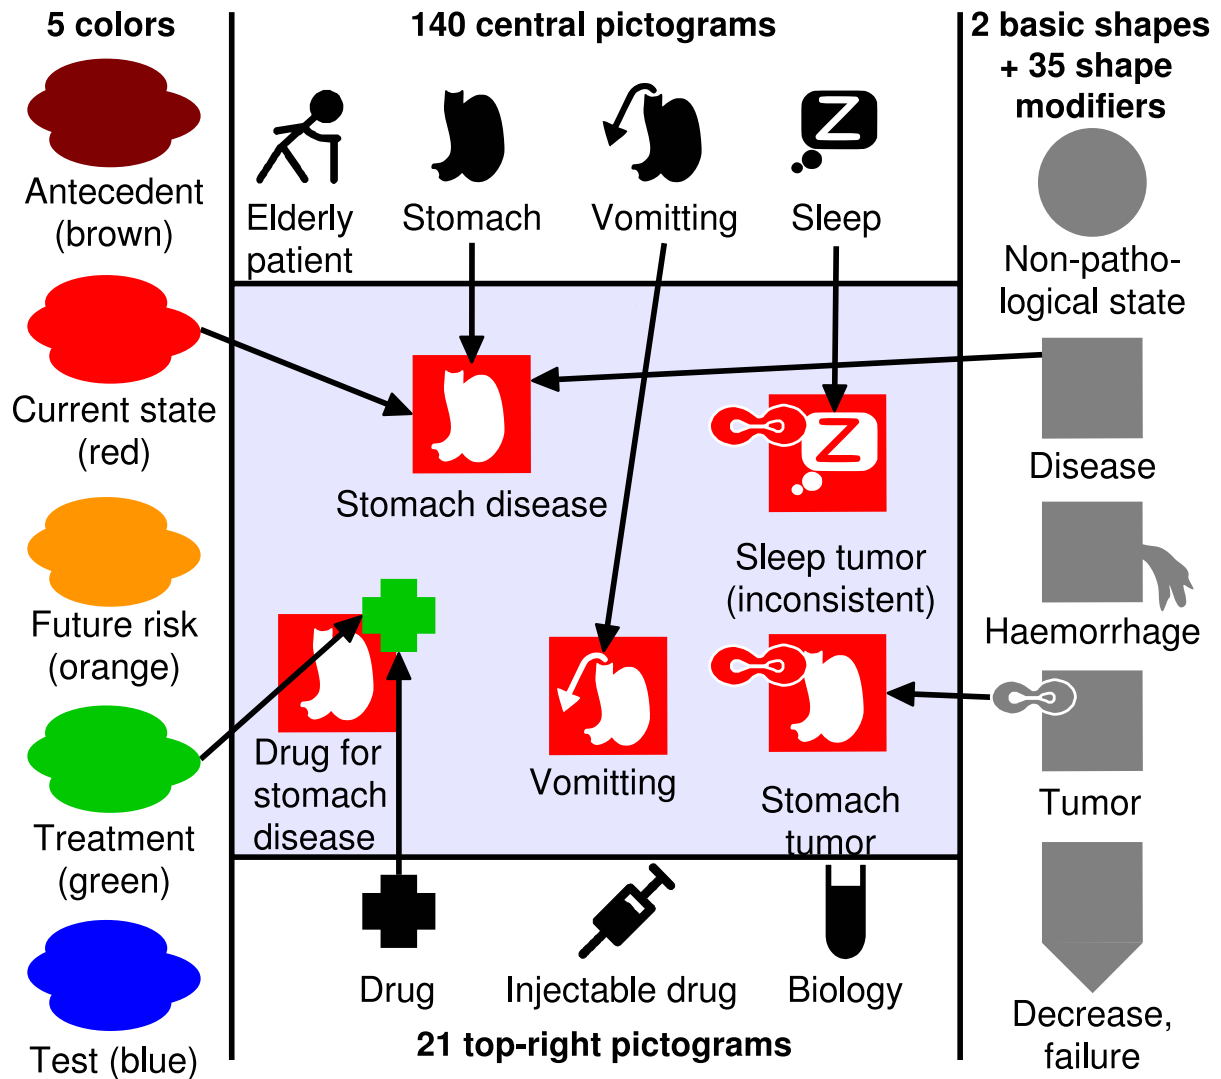 5 colors
Antecedent
(brown)
Current state
(red)
Future risk
(orange)
Treatment
(green)
Test (blue)
140 central pictograms
Elderly
patient
Stomach
Vomitting
Sleep
Z
Stomach disease
Z
Sleep tumor
(inconsistent)
Drug for
stomach
disease
Vomitting
Stomach
tumor
Drug
Injectable drug
Biology
21 top-right pictograms
2 basic shapes
+ 35 shape
modifiers
Non-patho-
logical state
Disease
Haemorrhage
Tumor
Decrease,
failure